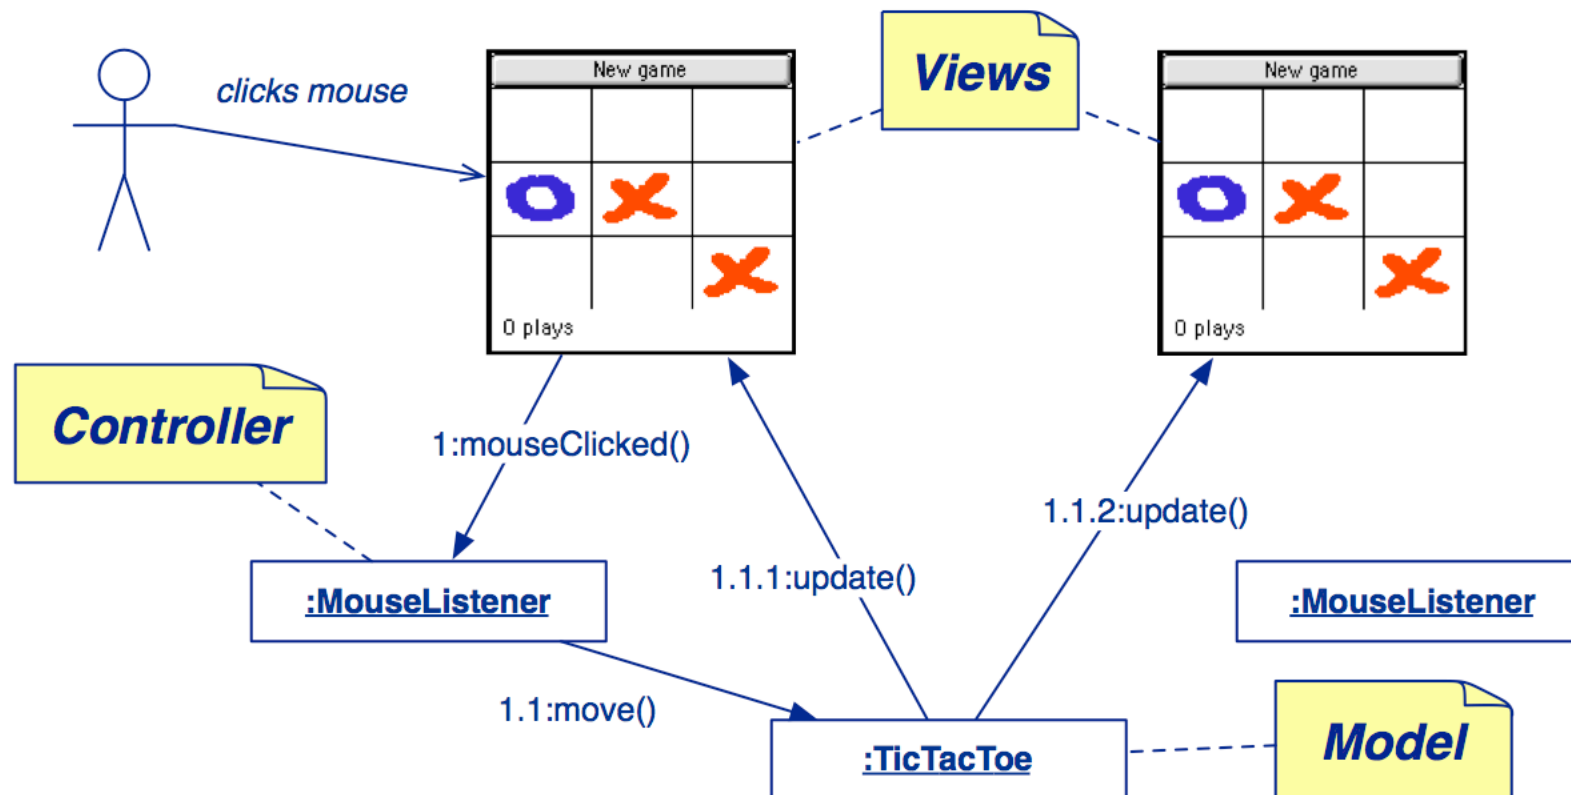 clicks mouse
New game
Views
New game
0 plays
0 plays
Controller
1:mouseClicked()
1.1.2:update()
1.1.1:update()
:MouseListener
:MouseListener
1.1:move()
:TicTacToe
Model